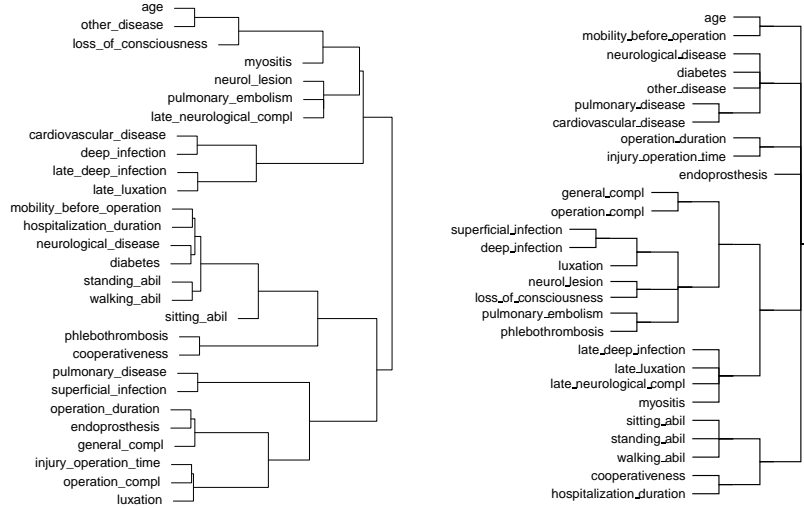 age
other_disease
loss_of_consciousness
myositis
neurol_lesion
pulmonary_embolism
late_neurological_compl
cardiovascular_disease
deep_infection
late_deep_infection
late_luxation
mobility_before_operation
hospitalization_duration
neurological_disease
diabetes
standing_abil
walking_abil
sitting_abil
phlebothrombosis
cooperativeness
pulmonary_disease
superficial_infection
operation_duration
endoprosthesis
general_compl
injury_operation_time
operation_compl
luxation
age
mobility_before_operation
neurological_disease
diabetes
other_disease
pulmonary_disease
cardiovascular_disease
operation_duration
injury_operation_time
endoprosthesis
general_compl
operation_compl
superficial_infection
deep_infection
luxation
neurol_lesion
loss_of_consciousness
pulmonary_embolism
phlebothrombosis
late_deep_infection
late_luxation
late_neurological_compl
myositis
sitting_abil
standing_abil
walking_abil
cooperativeness
hospitalization_duration